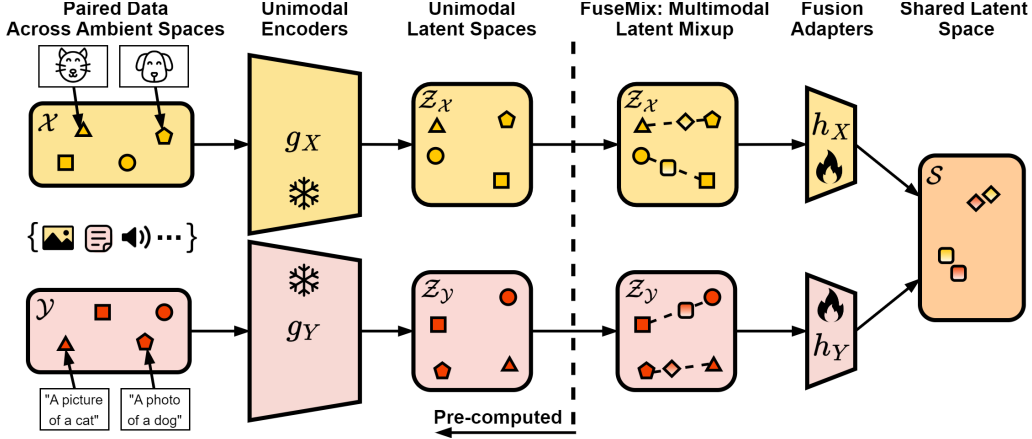 Paired Data
Across Ambient Spaces
Unimodal
Encoders
Unimodal
Latent Spaces
FuseMix: Multimodal
Latent Mixup
Fusion
Adapters
Shared Latent
Space
𝒳
g_X
𝒵_𝒳
𝒵_𝒳
h_X
𝒮
{ ... }
𝒴
g_Y
𝒵_𝒴
𝒵_𝒴
h_Y
"A picture
of a cat"
"A photo
of a dog"
Pre-computed